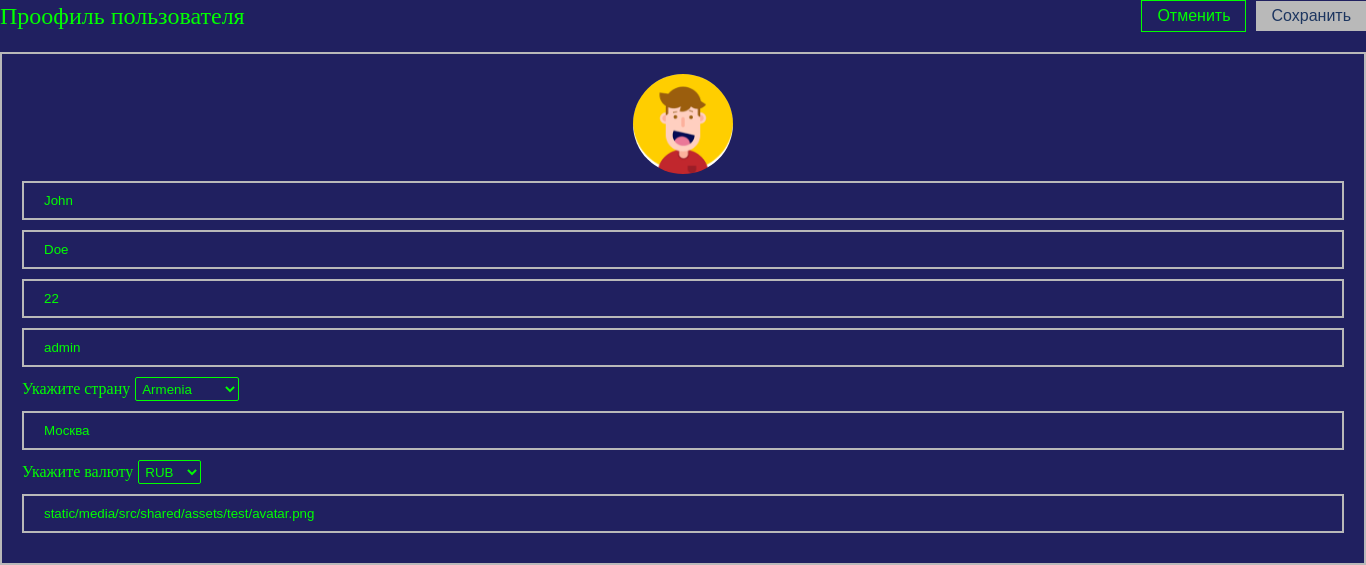 Проофиль пользователя
Отменить
Сохранить
John
Doe
22
admin
Укажите страну Armenia
Москва
Укажите валюту RUB
static/media/src/shared/assets/test/avatar.png